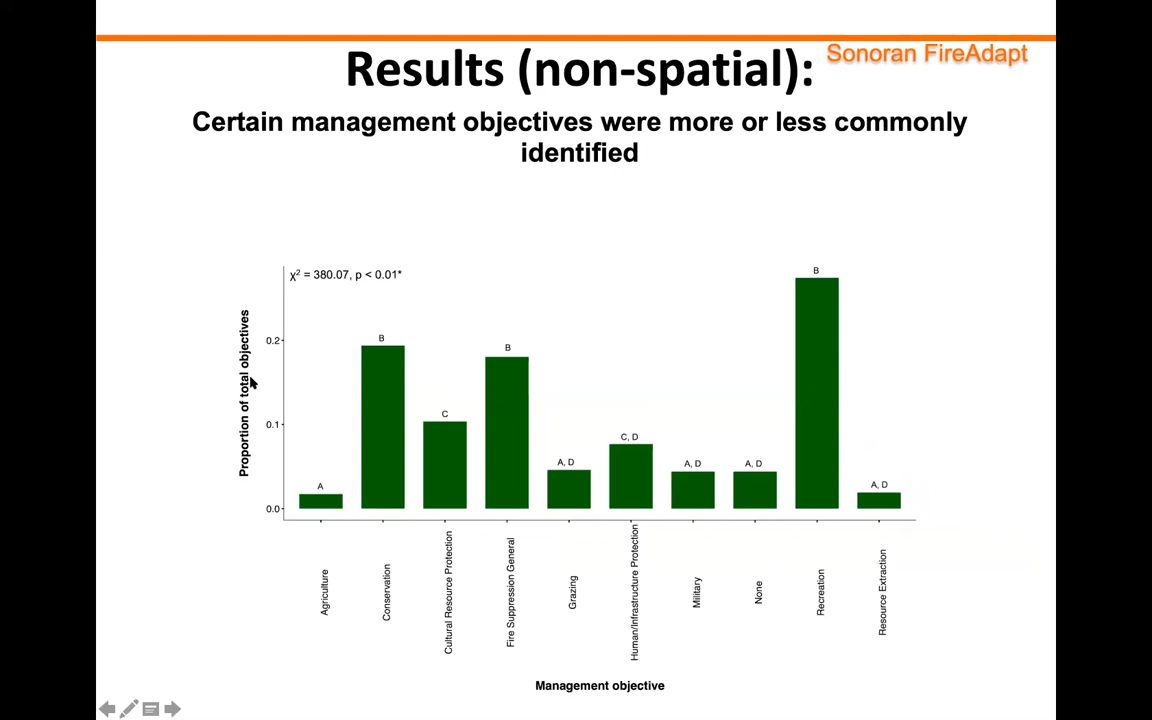 Results (non-spatial):
Sonoran FireAdapt
Certain management objectives were more or less commonly
identified
χ² = 380.07, p < 0.01*
Proportion of total objectives
0.2
0.1
0.0
A
B
C
B
A, D
C, D
A, D
A, D
B
A, D
Agriculture
Conservation
Cultural Resource Protection
Fire Suppression General
Grazing
Human/Infrastructure Protection
Military
None
Recreation
Resource Extraction
Management objective